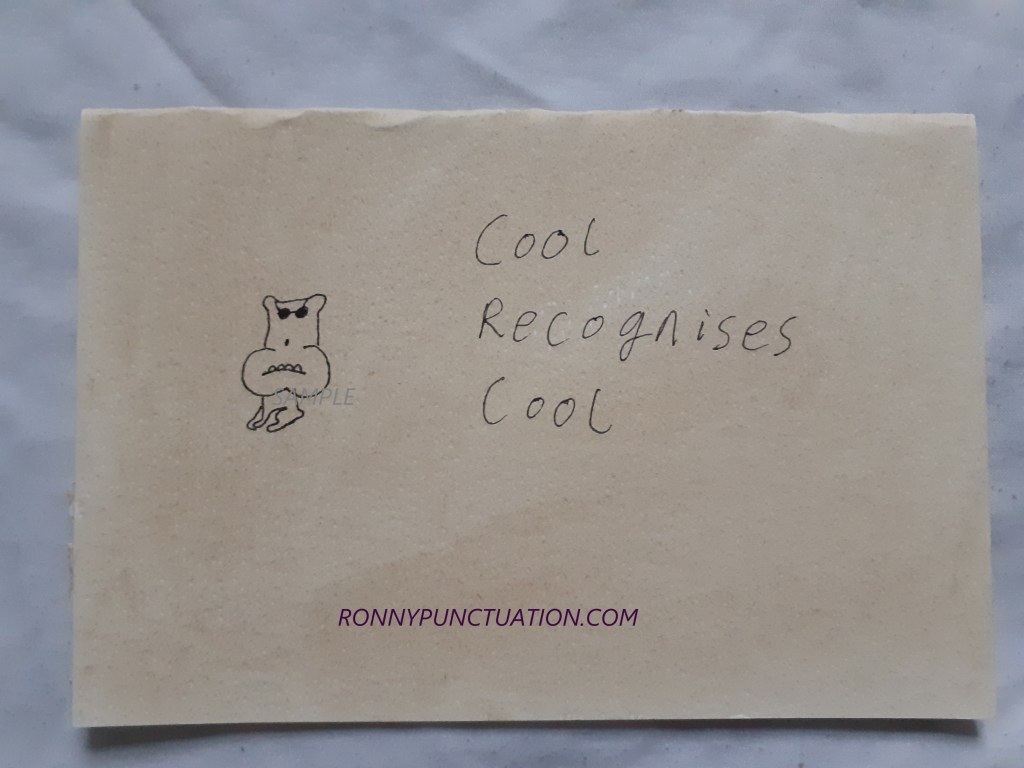 Cool
Recognises
Cool
SAMPLE
RONNYPUNCTUATION.COM